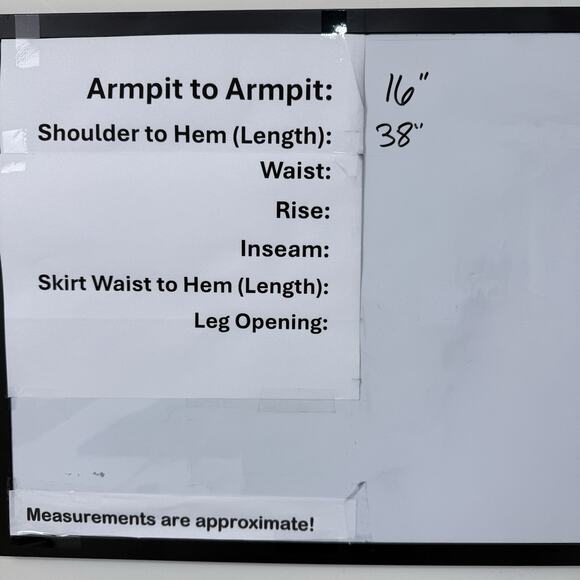 Armpit to Armpit: 16"
Shoulder to Hem (Length): 38"
Waist:
Rise:
Inseam:
Skirt Waist to Hem (Length):
Leg Opening:
Measurements are approximate!